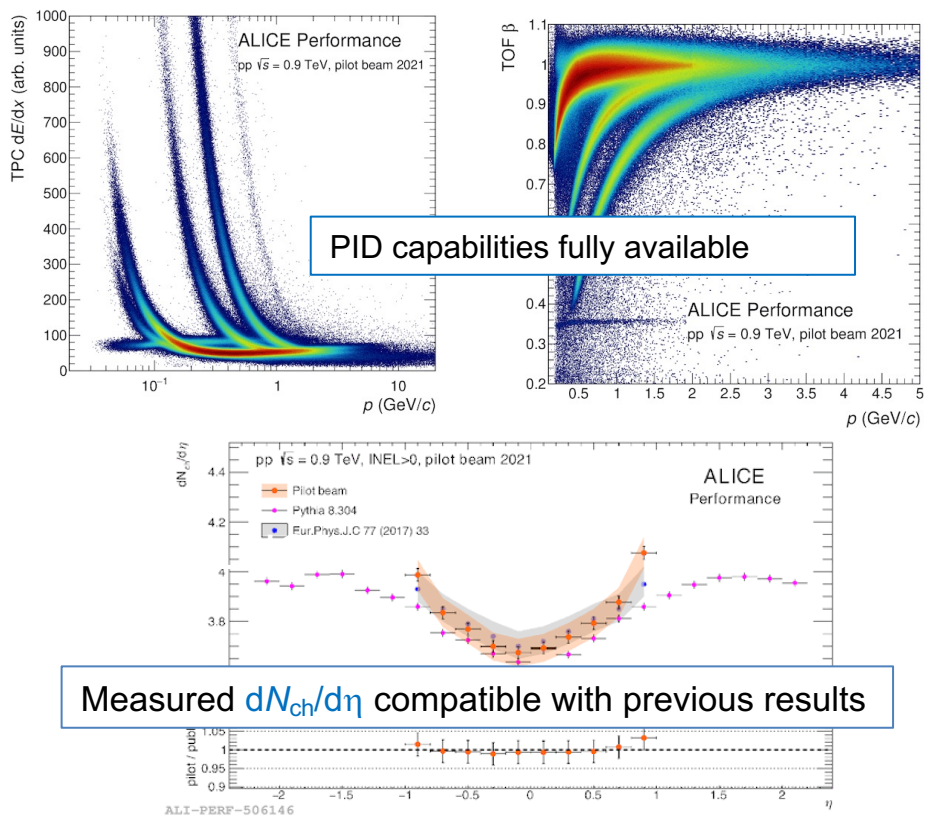 1000
900
800
700
600
500
400
300
200
100
0
TPC dE/dx (arb. units)
ALICE Performance
pp √s = 0.9 TeV, pilot beam 2021
10⁻¹
1
10
p (GeV/c)
TOF β
1.1
1
0.9
0.8
0.7
0.4
0.3
0.2
ALICE Performance
pp √s = 0.9 TeV, pilot beam 2021
0.5
1
1.5
2
2.5
3
3.5
4
4.5
5
p (GeV/c)
PID capabilities fully available
dN_ch/dη
4.4
4.2
4
3.8
pp √s = 0.9 TeV, INEL>0, pilot beam 2021
Pilot beam
Pythia 8.304
Eur.Phys.J.C 77 (2017) 33
ALICE
Performance
Measured dN_ch/dη compatible with previous results
pilot / publ
1.05
1
0.95
0.9
−2
−1.5
−1
−0.5
0
0.5
1
1.5
2
η
ALI-PERF-506146